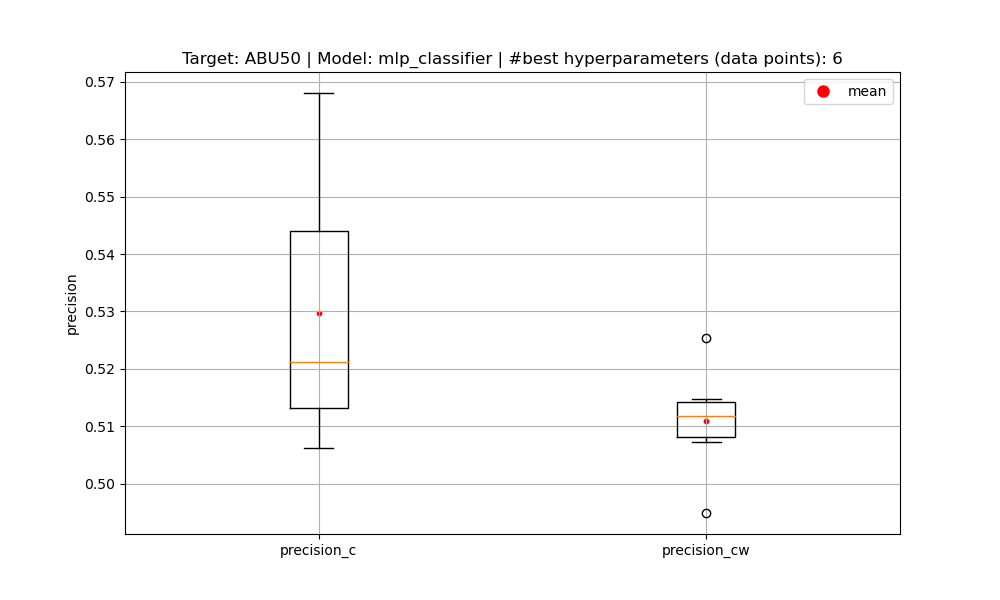 Target: ABU50 | Model: mlp_classifier | #best hyperparameters (data points): 6
mean
0.57
0.56
0.55
0.54
0.53
0.52
0.51
0.50
precision
precision_c
precision_cw